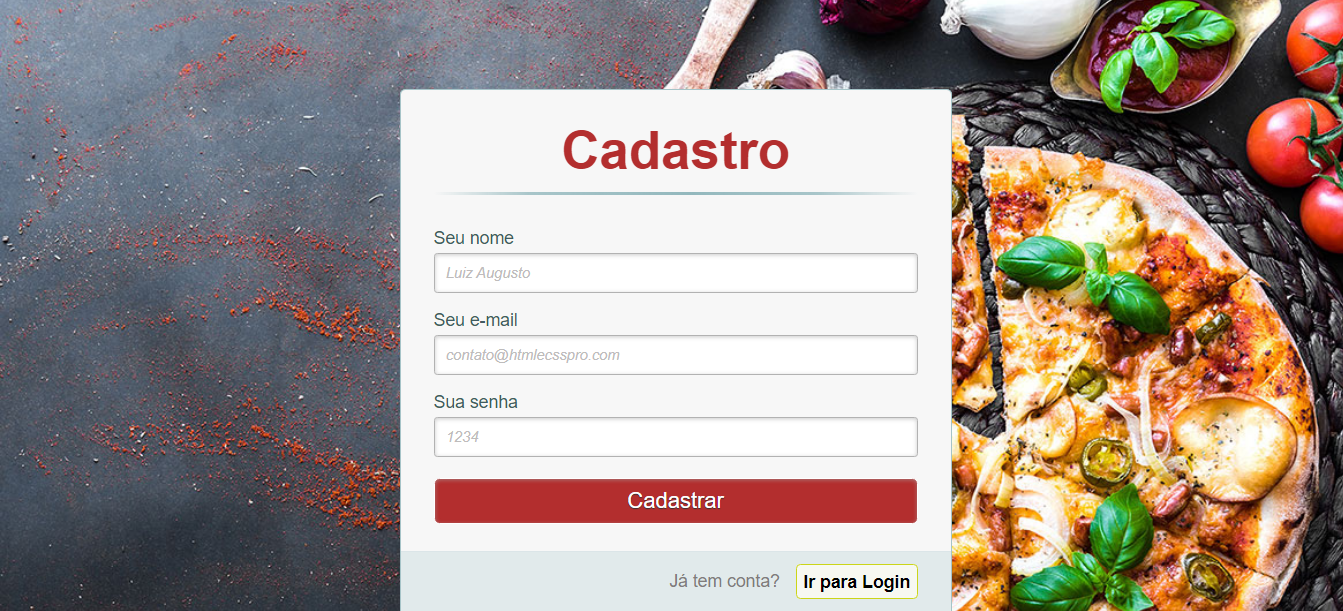 Cadastro
Seu nome
Luiz Augusto
Seu e-mail
contato@htmlecsspro.com
Sua senha
1234
Cadastrar
Já tem conta? Ir para Login